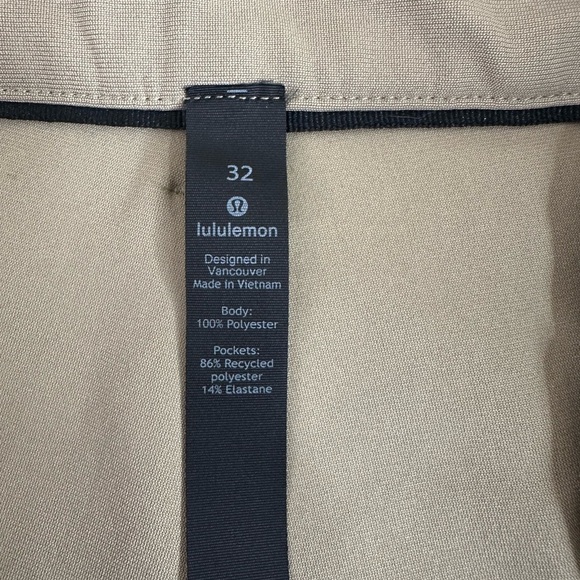 32
lululemon
Designed in
Vancouver
Made in Vietnam
Body:
100% Polyester
Pockets:
86% Recycled
polyester
14% Elastane